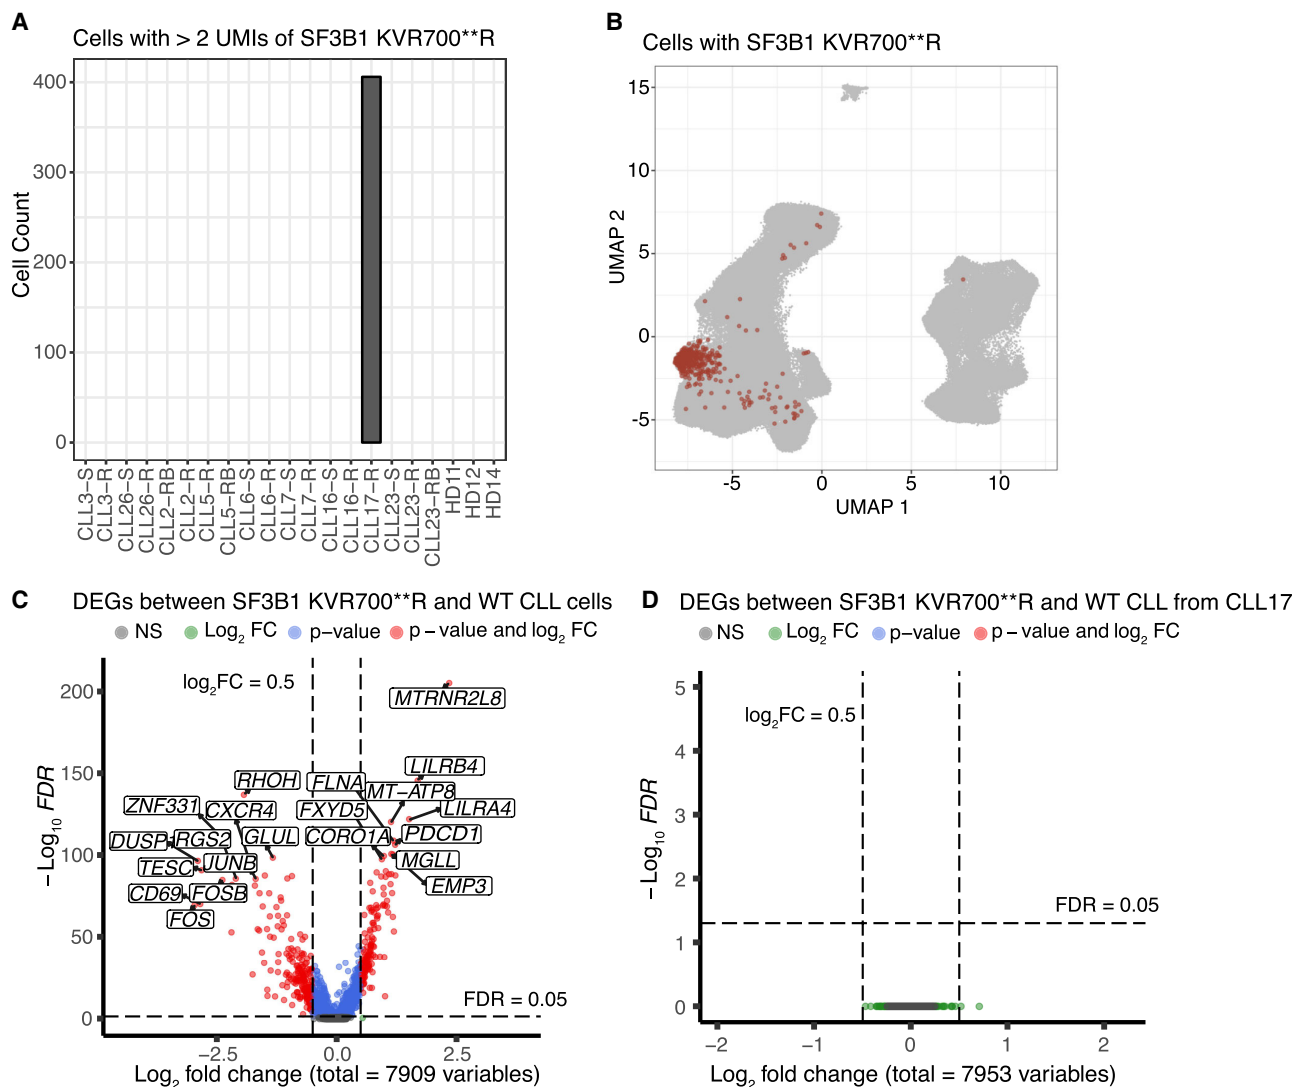 A
Cells with > 2 UMIs of SF3B1 KVR700**R
Cell Count
400
300
200
100
0
CLL3−S
CLL3−R
CLL26−S
CLL26−R
CLL2−RB
CLL2−R
CLL5−R
CLL5−RB
CLL6−S
CLL6−R
CLL7−S
CLL7−R
CLL16−S
CLL16−R
CLL17−R
CLL23−S
CLL23−R
CLL23−RB
HD11
HD12
HD14
B
Cells with SF3B1 KVR700**R
UMAP 2
15
10
5
0
-5
-5
0
5
10
UMAP 1
C
DEGs between SF3B1 KVR700**R and WT CLL cells
NS
Log2 FC
p−value
p − value and log2 FC
−Log10 FDR
200
150
100
50
0
log2FC = 0.5
MTRNR2L8
LILRB4
RHOH
FLNA
MT−ATP8
ZNF331
CXCR4
FXYD5
LILRA4
DUSP
RGS2
GLUL
CORO1A
PDCD1
TESC
JUNB
MGLL
CD69
FOSB
EMP3
FOS
FDR = 0.05
−2.5
0.0
2.5
Log2 fold change (total = 7909 variables)
D
DEGs between SF3B1 KVR700**R and WT CLL from CLL17
NS
Log2 FC
p−value
p − value and log2 FC
−Log10 FDR
5
4
3
2
1
0
log2FC = 0.5
FDR = 0.05
−2
−1
0
1
2
Log2 fold change (total = 7953 variables)